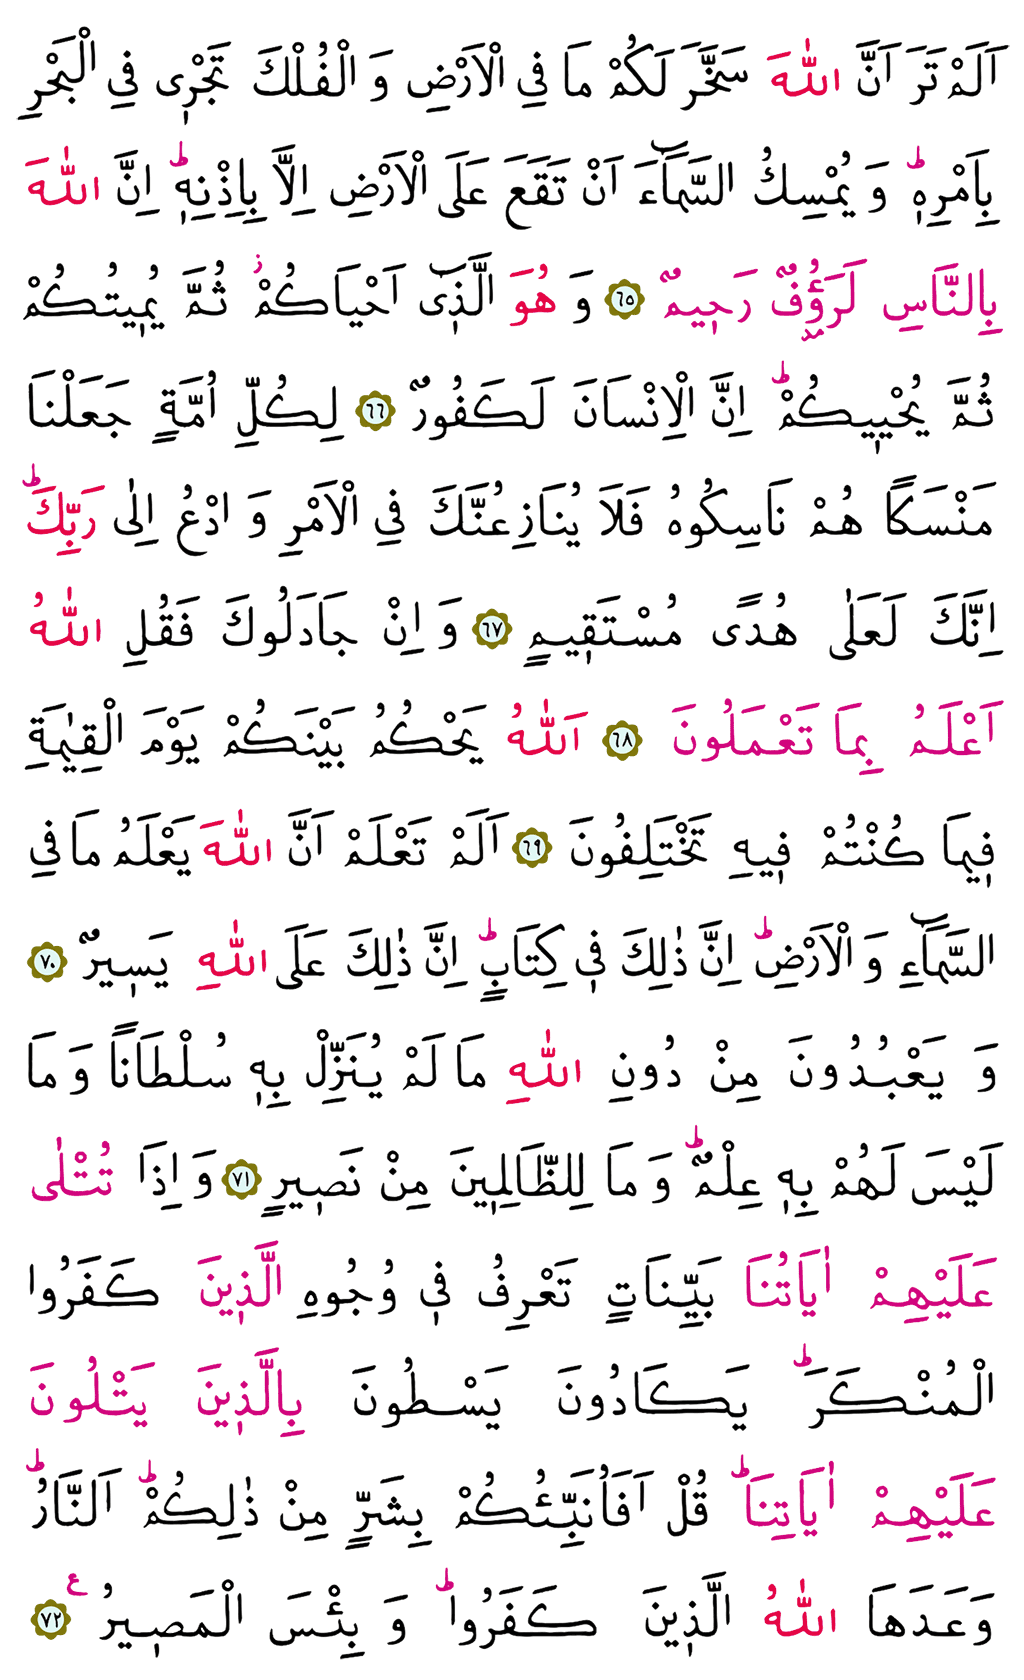 اَلَمْ تَرَ اَنَّ اللّٰهَ سَخَّرَ لَكُمْ مَا فِي الْاَرْضِ وَ الْفُلْكَ تَجْرٖي فِي الْبَحْرِ
بِاَمْرِهٖؕ وَ يُمْسِكُ السَّمَٓاءَ اَنْ تَقَعَ عَلَى الْاَرْضِ اِلَّا بِاِذْنِهٖؕ اِنَّ اللّٰهَ
بِالنَّاسِ لَرَؤُ۫فٌ رَحٖيمٌ ﴿٦٥﴾ وَ هُوَ الَّذٖٓي اَحْيَاكُمْؗ ثُمَّ يُمٖيتُكُمْ
ثُمَّ يُحْيٖيكُمْؕ اِنَّ الْاِنْسَانَ لَكَفُورٌ ﴿٦٦﴾ لِكُلِّ اُمَّةٍ جَعَلْنَا
مَنْسَكًا هُمْ نَاسِكُوهُ فَلَا يُنَازِعُنَّكَ فِي الْاَمْرِ وَ ادْعُ اِلٰى رَبِّكَؕ
اِنَّكَ لَعَلٰى هُدًى مُسْتَقٖيمٍ ﴿٦٧﴾ وَ اِنْ جَادَلُوكَ فَقُلِ اللّٰهُ
اَعْلَمُ بِمَا تَعْمَلُونَ ﴿٦٨﴾ اَللّٰهُ يَحْكُمُ بَيْنَكُمْ يَوْمَ الْقِيٰمَةِ
فٖيمَا كُنْتُمْ فٖيهِ تَخْتَلِفُونَ ﴿٦٩﴾ اَلَمْ تَعْلَمْ اَنَّ اللّٰهَ يَعْلَمُ مَا فِي
السَّمَٓاءِ وَ الْاَرْضِؕ اِنَّ ذٰلِكَ فٖي كِتَابٍؕ اِنَّ ذٰلِكَ عَلَى اللّٰهِ يَسٖيرٌ ﴿٧٠﴾
وَ يَعْبُدُونَ مِنْ دُونِ اللّٰهِ مَا لَمْ يُنَزِّلْ بِهٖ سُلْطَانًا وَ مَا
لَيْسَ لَهُمْ بِهٖ عِلْمٌؕ وَ مَا لِلظَّالِمٖينَ مِنْ نَصٖيرٍ ﴿٧١﴾ وَ اِذَا تُتْلٰى
عَلَيْهِمْ اٰيَاتُنَا بَيِّنَاتٍ تَعْرِفُ فٖي وُجُوهِ الَّذٖينَ كَفَرُوا
الْمُنْكَرَؕ يَكَادُونَ يَسْطُونَ بِالَّذٖينَ يَتْلُونَ
عَلَيْهِمْ اٰيَاتِنَاؕ قُلْ اَفَاُنَبِّئُكُمْ بِشَرٍّ مِنْ ذٰلِكُمْؕ اَلنَّارُؕ
وَعَدَهَا اللّٰهُ الَّذٖينَ كَفَرُواؕ وَ بِئْسَ الْمَصٖيرُ ع ﴿٧٢﴾